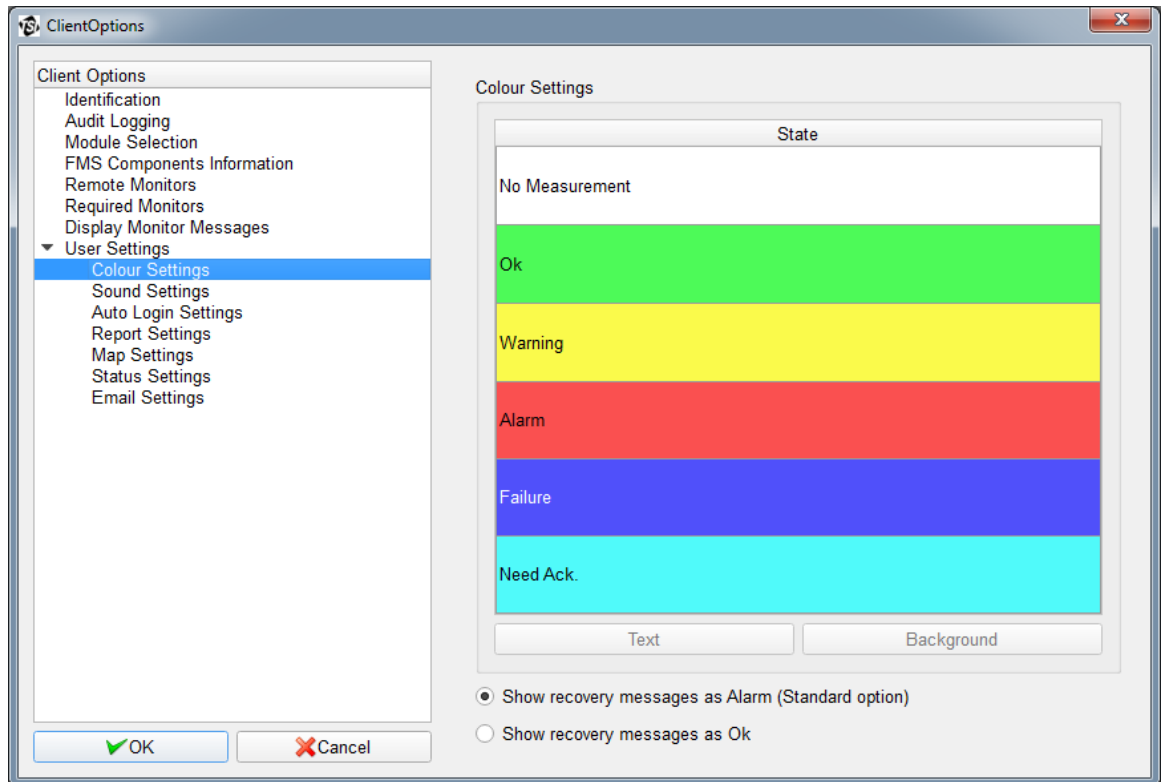 TSI ClientOptions
Client Options
Identification
Audit Logging
Module Selection
FMS Components Information
Remote Monitors
Required Monitors
Display Monitor Messages
User Settings
Colour Settings
Sound Settings
Auto Login Settings
Report Settings
Map Settings
Status Settings
Email Settings
OK
Cancel
Colour Settings
State
No Measurement
Ok
Warning
Alarm
Failure
Need Ack.
Text
Background
Show recovery messages as Alarm (Standard option)
Show recovery messages as Ok